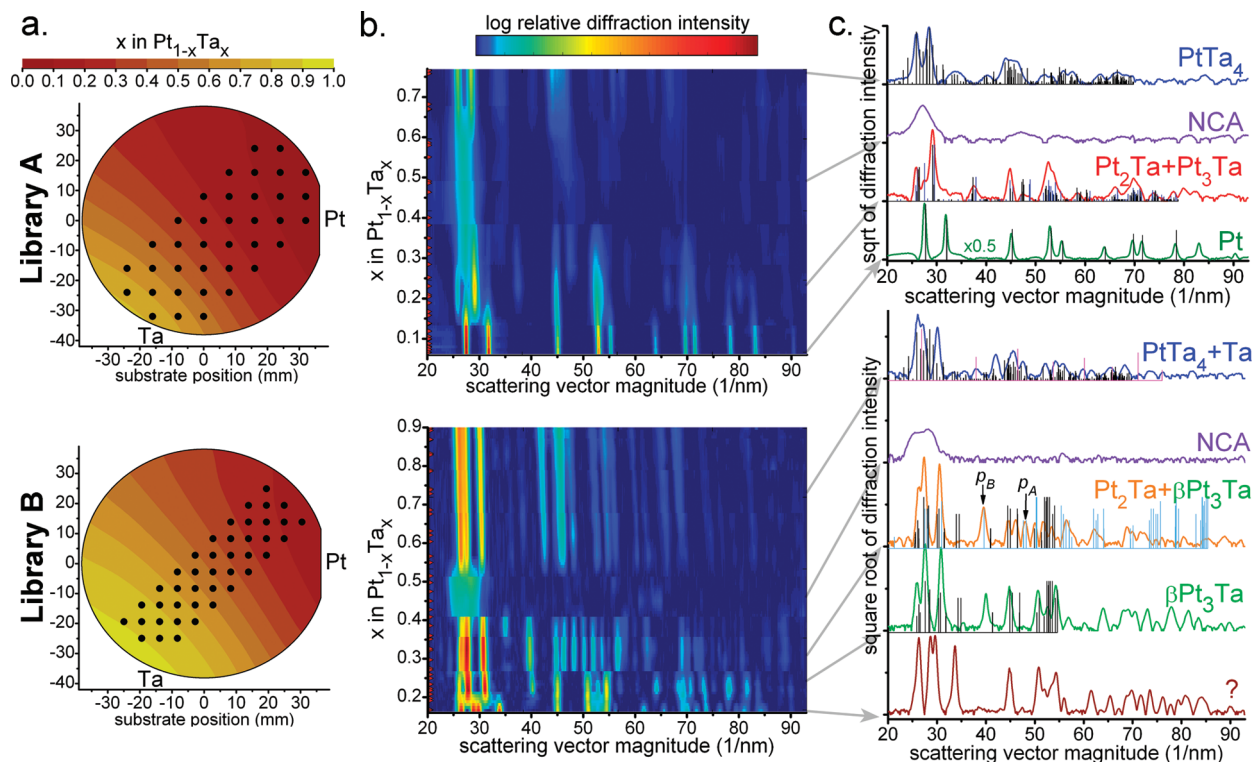 a.
x in Pt1-xTax
0.0 0.1 0.2 0.3 0.4 0.5 0.6 0.7 0.8 0.9 1.0
Library A
30
20
10
0
-10
-20
-30
-40
Pt
Ta
-30 -20 -10 0 10 20 30
substrate position (mm)
Library B
30
20
10
0
-10
-20
-30
-40
Pt
Ta
-30 -20 -10 0 10 20 30
substrate position (mm)
b.
log relative diffraction intensity
x in Pt1-xTax
0.7
0.6
0.5
0.4
0.3
0.2
0.1
20 30 40 50 60 70 80 90
scattering vector magnitude (1/nm)
x in Pt1-xTax
0.9
0.8
0.7
0.6
0.5
0.4
0.3
0.2
20 30 40 50 60 70 80 90
scattering vector magnitude (1/nm)
c.
sqrt of diffraction intensity
PtTa4
NCA
Pt2Ta+Pt3Ta
x0.5
Pt
20 30 40 50 60 70 80 90
scattering vector magnitude (1/nm)
square root of diffraction intensity
PtTa4+Ta
NCA
pB
pA
Pt2Ta+βPt3Ta
βPt3Ta
?
20 30 40 50 60 70 80 90
scattering vector magnitude (1/nm)